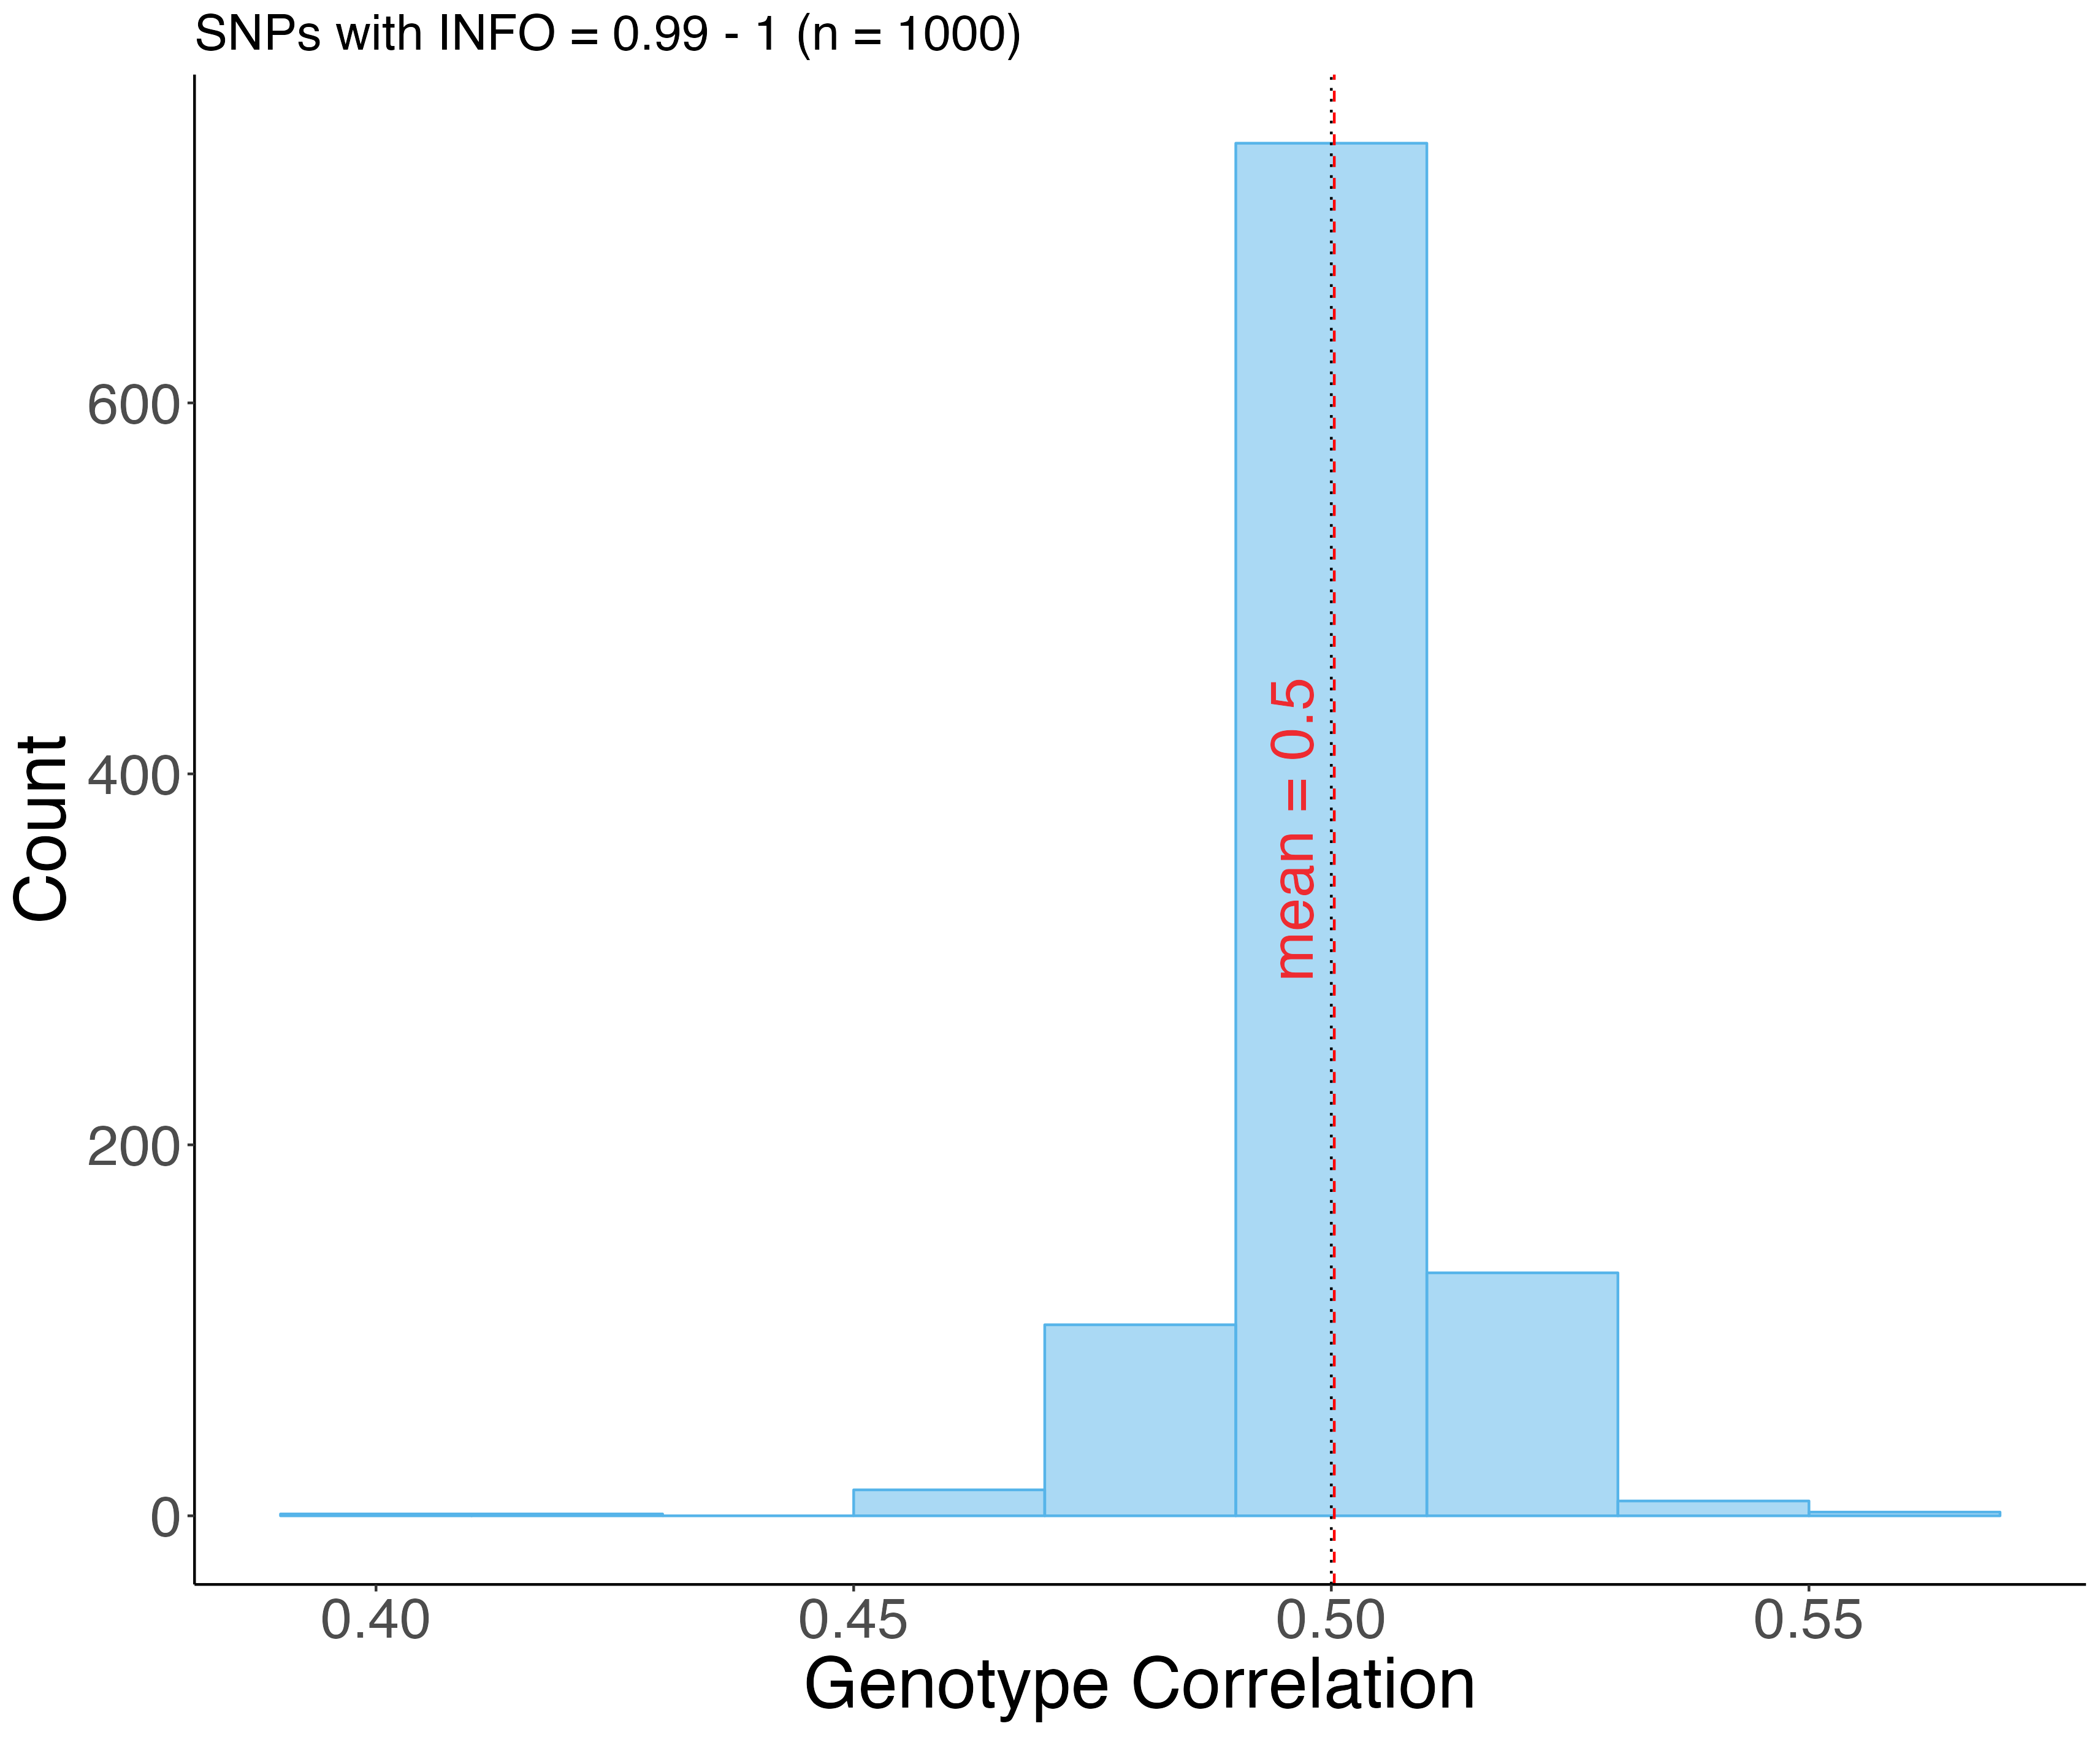 SNPs with INFO = 0.99 - 1 (n = 1000)
Count
600
400
200
0
mean = 0.5
0.40 0.45 0.50 0.55
Genotype Correlation